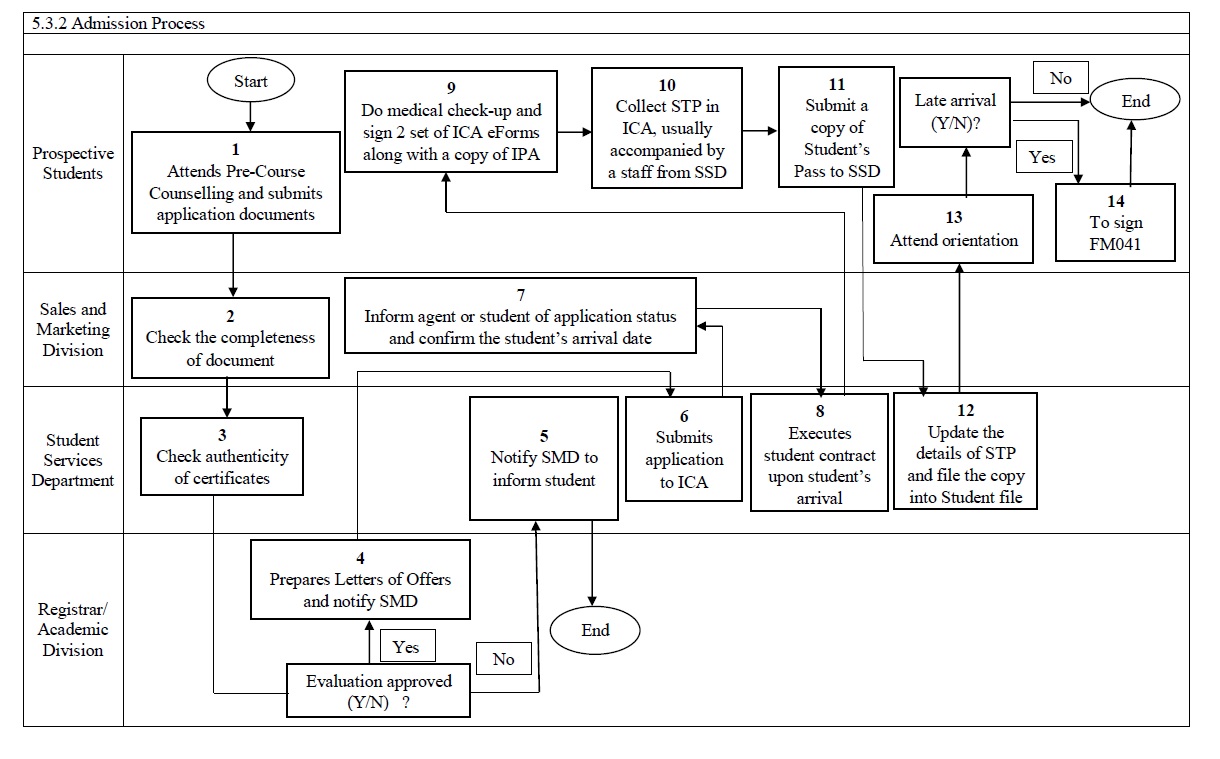 5.3.2 Admission Process
Prospective
Students
Start
1
Attends Pre-Course
Counselling and submits
application documents
9
Do medical check-up and
sign 2 set of ICA eForms
along with a copy of IPA
10
Collect STP in
ICA, usually
accompanied by
a staff from SSD
11
Submit a
copy of
Student’s
Pass to SSD
Late arrival
(Y/N)?
No
End
Yes
13
Attend orientation
14
To sign
FM041
Sales and
Marketing
Division
2
Check the completeness
of document
7
Inform agent or student of application status
and confirm the student’s arrival date
Student
Services
Department
3
Check authenticity
of certificates
5
Notify SMD to
inform student
6
Submits
application
to ICA
8
Executes
student contract
upon student’s
arrival
12
Update the
details of STP
and file the copy
into Student file
Registrar/
Academic
Division
4
Prepares Letters of Offers
and notify SMD
Yes
No
End
Evaluation approved
(Y/N) ?